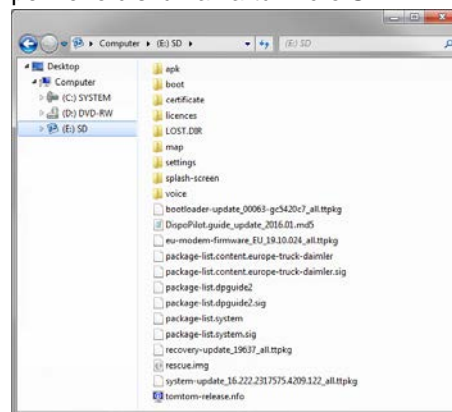 Computer ▸ (E:) SD ▸
(E:) SD
Desktop
Computer
(C:) SYSTEM
(D:) DVD-RW
(E:) SD
apk
boot
certificate
licences
LOST.DIR
map
settings
splash-screen
voice
bootloader-update_00063-gc5420c7_all.ttpkg
DispoPilot.guide_update_2016.01.md5
eu-modem-firmware_EU_19.10.024_all.ttpkg
package-list.content.europe-truck-daimler
package-list.content.europe-truck-daimler.sig
package-list.dpguide2
package-list.dpguide2.sig
package-list.system
package-list.system.sig
recovery-update_19637_all.ttpkg
rescue.img
system-update_16.222.2317575.4209.122_all.ttpkg
tomtom-release.nfo